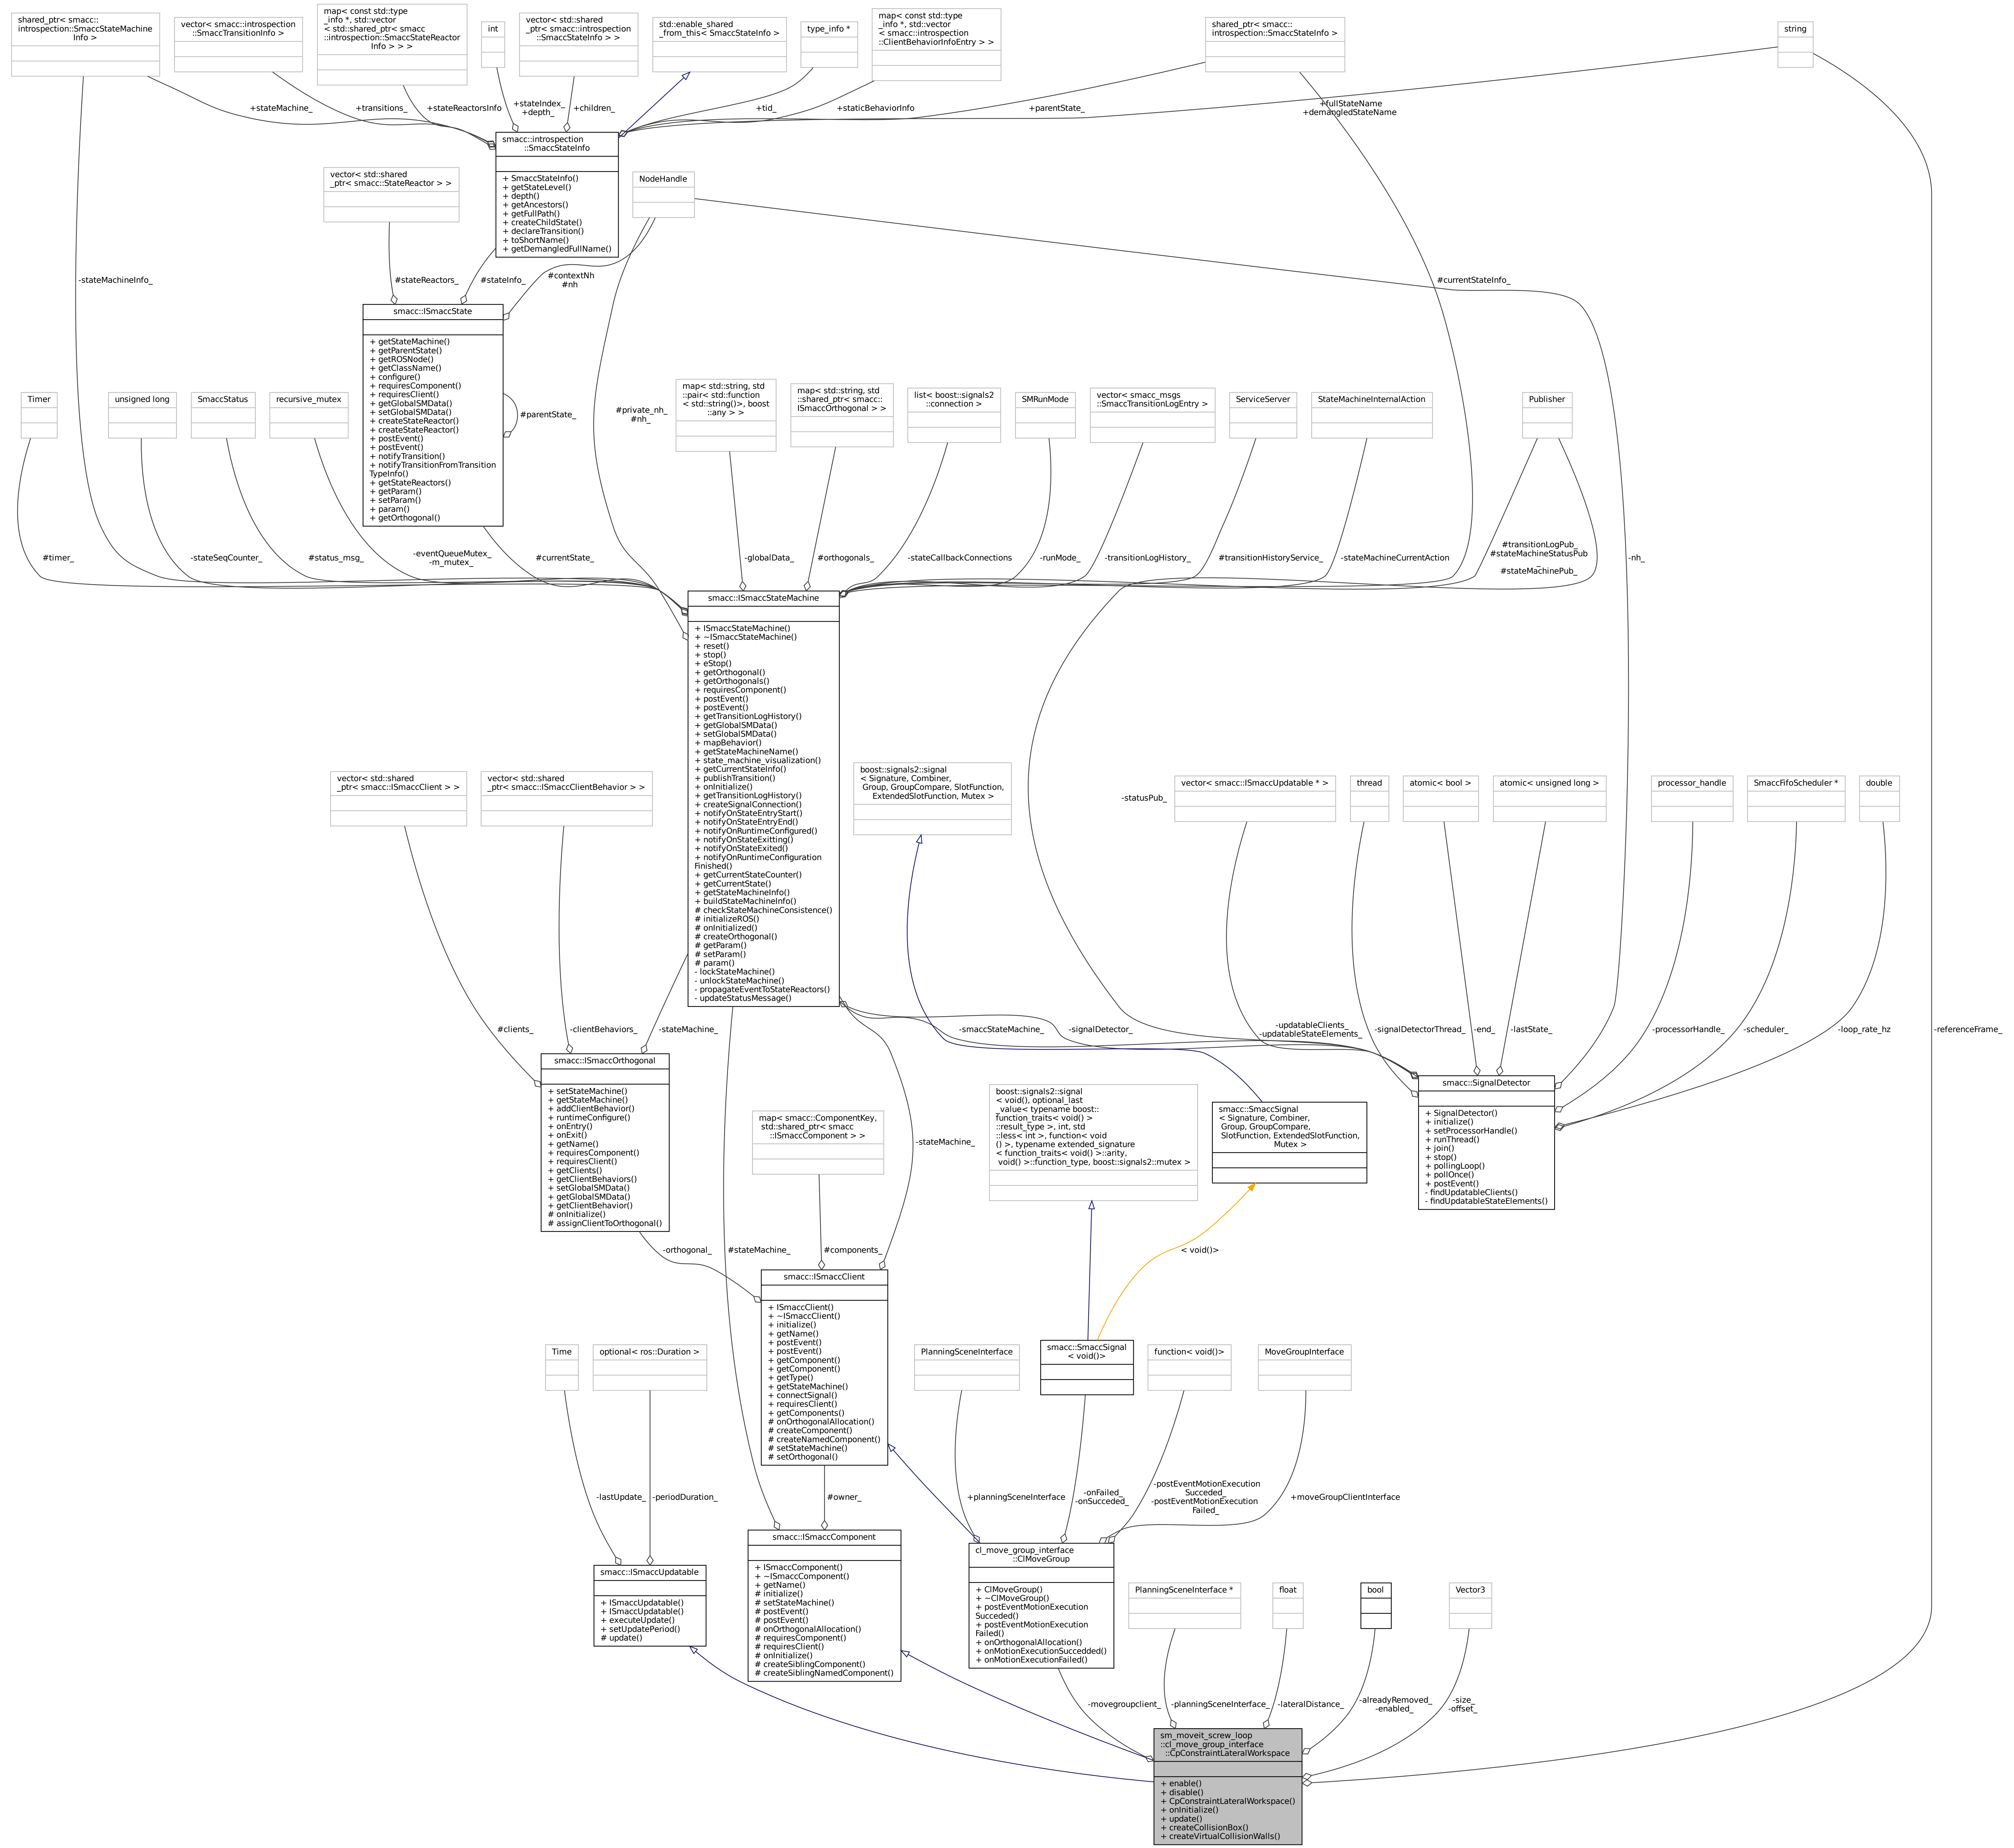 shared_ptr< smacc::
introspection::SmaccStateMachine
Info >
vector< smacc::introspection
::SmaccTransitionInfo >
map< const std::type
_info *, std::vector
< std::shared_ptr< smacc
::introspection::SmaccStateReactor
Info > > >
int
vector< std::shared
_ptr< smacc::introspection
::SmaccStateInfo > >
std::enable_shared
_from_this< SmaccStateInfo >
type_info *
map< const std::type
_info *, std::vector
< smacc::introspection
::ClientBehaviorInfoEntry > >
shared_ptr< smacc::
introspection::SmaccStateInfo >
string
+stateMachine_
+transitions_
+stateReactorsInfo
+stateIndex_
+depth_
+children_
+tid_
+staticBehaviorInfo
+parentState_
+fullStateName
+demangledStateName
smacc::introspection
::SmaccStateInfo
+ SmaccStateInfo()
+ getStateLevel()
+ depth()
+ getAncestors()
+ getFullPath()
+ createChildState()
+ declareTransition()
+ toShortName()
+ getDemangledFullName()
vector< std::shared
_ptr< smacc::StateReactor > >
NodeHandle
-stateMachineInfo_
#stateReactors_
#stateInfo_
#contextNh
#nh
#currentStateInfo_
smacc::ISmaccState
+ getStateMachine()
+ getParentState()
+ getROSNode()
+ getClassName()
+ configure()
+ requiresComponent()
+ requiresClient()
+ getGlobalSMData()
+ setGlobalSMData()
+ createStateReactor()
+ createStateReactor()
+ postEvent()
+ postEvent()
+ notifyTransition()
+ notifyTransitionFromTransition
TypeInfo()
+ getStateReactors()
+ getParam()
+ setParam()
+ param()
+ getOrthogonal()
#parentState_
#private_nh_
#nh_
Timer
unsigned long
SmaccStatus
recursive_mutex
map< std::string, std
::pair< std::function
< std::string()>, boost
::any > >
map< std::string, std
::shared_ptr< smacc::
ISmaccOrthogonal > >
list< boost::signals2
::connection >
SMRunMode
vector< smacc_msgs
::SmaccTransitionLogEntry >
ServiceServer
StateMachineInternalAction
Publisher
#timer_
-stateSeqCounter_
#status_msg_
-eventQueueMutex_
-m_mutex_
#currentState_
-globalData_
#orthogonals_
-stateCallbackConnections
-runMode_
-transitionLogHistory_
#transitionHistoryService_
-stateMachineCurrentAction
#transitionLogPub_
#stateMachineStatusPub
_
#stateMachinePub_
-nh_
smacc::ISmaccStateMachine
+ ISmaccStateMachine()
+ ~ISmaccStateMachine()
+ reset()
+ stop()
+ eStop()
+ getOrthogonal()
+ getOrthogonals()
+ requiresComponent()
+ postEvent()
+ postEvent()
+ getTransitionLogHistory()
+ getGlobalSMData()
+ setGlobalSMData()
+ mapBehavior()
+ getStateMachineName()
+ state_machine_visualization()
+ getCurrentStateInfo()
+ publishTransition()
+ onInitialize()
+ getTransitionLogHistory()
+ createSignalConnection()
+ notifyOnStateEntryStart()
+ notifyOnStateEntryEnd()
+ notifyOnRuntimeConfigured()
+ notifyOnStateExitting()
+ notifyOnStateExited()
+ notifyOnRuntimeConfiguration
Finished()
+ getCurrentStateCounter()
+ getCurrentState()
+ getStateMachineInfo()
+ buildStateMachineInfo()
# checkStateMachineConsistence()
# initializeROS()
# onInitialized()
# createOrthogonal()
# getParam()
# setParam()
# param()
- lockStateMachine()
- unlockStateMachine()
- propagateEventToStateReactors()
- updateStatusMessage()
vector< std::shared
_ptr< smacc::ISmaccClient > >
vector< std::shared
_ptr< smacc::ISmaccClientBehavior > >
boost::signals2::signal
< Signature, Combiner,
Group, GroupCompare, SlotFunction,
ExtendedSlotFunction, Mutex >
-statusPub_
vector< smacc::ISmaccUpdatable * >
thread
atomic< bool >
atomic< unsigned long >
processor_handle
SmaccFifoScheduler *
double
#clients_
-clientBehaviors_
-stateMachine_
-smaccStateMachine_
-signalDetector_
-updatableClients_
-updatableStateElements_
-signalDetectorThread_
-end_
-lastState_
-processorHandle_
-scheduler_
-loop_rate_hz
-referenceFrame_
smacc::ISmaccOrthogonal
+ setStateMachine()
+ getStateMachine()
+ addClientBehavior()
+ runtimeConfigure()
+ onEntry()
+ onExit()
+ getName()
+ requiresComponent()
+ requiresClient()
+ getClients()
+ getClientBehaviors()
+ setGlobalSMData()
+ getGlobalSMData()
+ getClientBehavior()
# onInitialize()
# assignClientToOrthogonal()
map< smacc::ComponentKey,
std::shared_ptr< smacc
::ISmaccComponent > >
-stateMachine_
boost::signals2::signal
< void(), optional_last
_value< typename boost::
function_traits< void() >
::result_type >, int, std
::less< int >, function< void
() >, typename extended_signature
< function_traits< void() >::arity,
void() >::function_type, boost::signals2::mutex >
smacc::SmaccSignal
< Signature, Combiner,
Group, GroupCompare,
SlotFunction, ExtendedSlotFunction,
Mutex >
smacc::SignalDetector
+ SignalDetector()
+ initialize()
+ setProcessorHandle()
+ runThread()
+ join()
+ stop()
+ pollingLoop()
+ pollOnce()
+ postEvent()
- findUpdatableClients()
- findUpdatableStateElements()
-orthogonal_
#stateMachine_
#components_
< void()>
smacc::ISmaccClient
+ ISmaccClient()
+ ~ISmaccClient()
+ initialize()
+ getName()
+ postEvent()
+ postEvent()
+ getComponent()
+ getComponent()
+ getType()
+ getStateMachine()
+ connectSignal()
+ requiresClient()
+ getComponents()
# onOrthogonalAllocation()
# createComponent()
# createNamedComponent()
# setStateMachine()
# setOrthogonal()
Time
optional< ros::Duration >
PlanningSceneInterface
smacc::SmaccSignal
< void()>
function< void()>
MoveGroupInterface
-lastUpdate_
-periodDuration_
#owner_
+planningSceneInterface
-onFailed_
-onSucceded_
-postEventMotionExecution
Succeded_
-postEventMotionExecution
Failed_
+moveGroupClientInterface
smacc::ISmaccUpdatable
+ ISmaccUpdatable()
+ ISmaccUpdatable()
+ executeUpdate()
+ setUpdatePeriod()
# update()
smacc::ISmaccComponent
+ ISmaccComponent()
+ ~ISmaccComponent()
+ getName()
# initialize()
# setStateMachine()
# postEvent()
# postEvent()
# onOrthogonalAllocation()
# requiresComponent()
# requiresClient()
# onInitialize()
# createSiblingComponent()
# createSiblingNamedComponent()
cl_move_group_interface
::ClMoveGroup
+ ClMoveGroup()
+ ~ClMoveGroup()
+ postEventMotionExecution
Succeded()
+ postEventMotionExecution
Failed()
+ onOrthogonalAllocation()
+ onMotionExecutionSuccedded()
+ onMotionExecutionFailed()
PlanningSceneInterface *
float
bool
Vector3
-movegroupclient_
-planningSceneInterface_
-lateralDistance_
-alreadyRemoved_
-enabled_
-size_
-offset_
sm_moveit_screw_loop
::cl_move_group_interface
::CpConstraintLateralWorkspace
+ enable()
+ disable()
+ CpConstraintLateralWorkspace()
+ onInitialize()
+ update()
+ createCollisionBox()
+ createVirtualCollisionWalls()